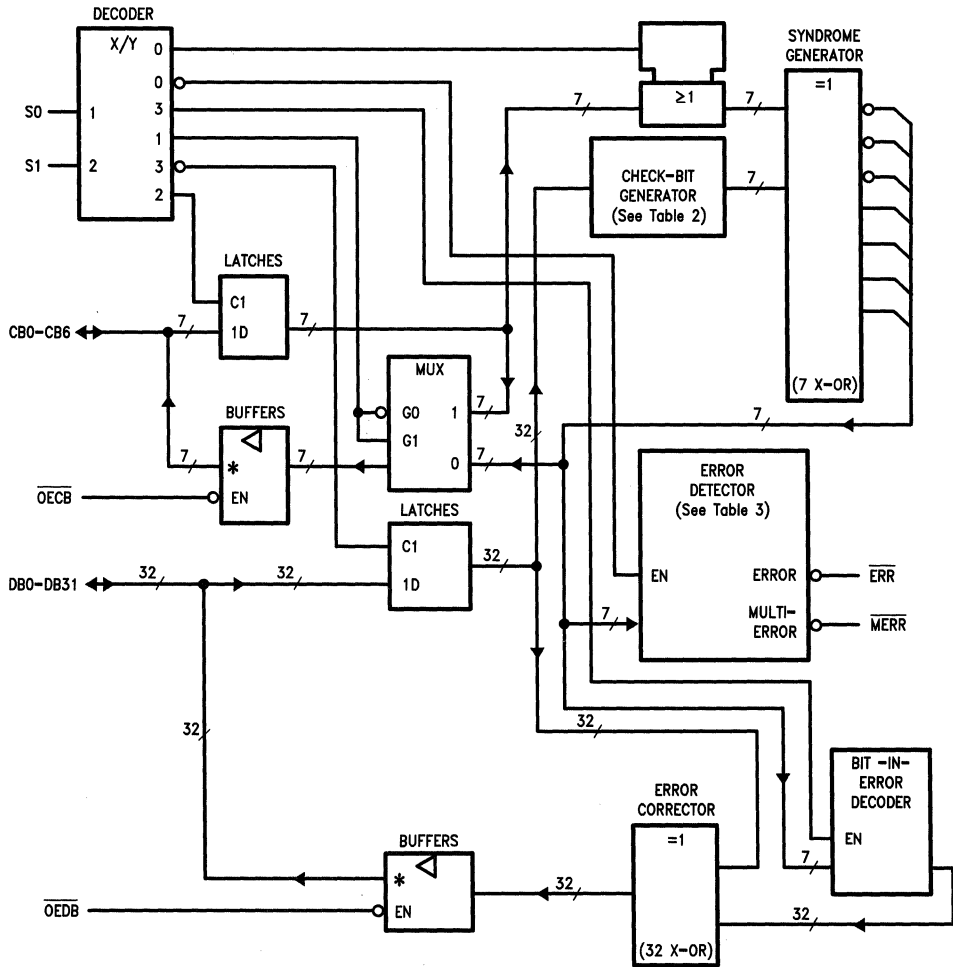 DECODER
X/Y
0
0
3
1
3
2
S0
1
S1
2
≥1
7
7
SYNDROME
GENERATOR
=1
(7 X-OR)
CHECK-BIT
GENERATOR
(See Table 2)
7
LATCHES
C1
1D
CB0-CB6
7
7
MUX
G0
G1
1
0
7
7
32
7
BUFFERS
*
EN
7
7
OECB
LATCHES
C1
1D
32
DB0-DB31
32
32
ERROR
DETECTOR
(See Table 3)
EN
ERROR
MULTI-
ERROR
ERR
MERR
7
32
32
BIT -IN-
ERROR
DECODER
EN
7
ERROR
CORRECTOR
=1
(32 X-OR)
BUFFERS
*
EN
32
32
OEDB